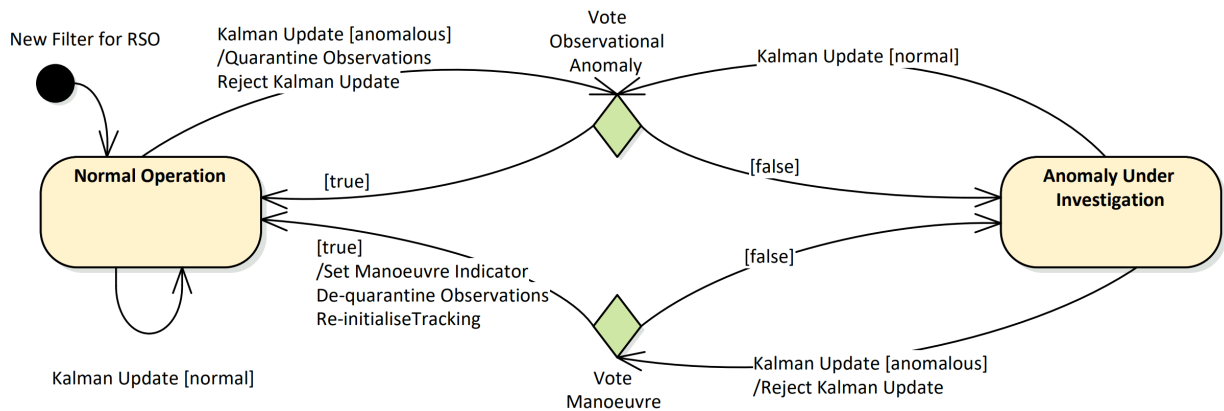 New Filter for RSO
Kalman Update [anomalous]
/Quarantine Observations
Reject Kalman Update
Vote
Observational
Anomaly
Kalman Update [normal]
Normal Operation
[true]
[false]
Anomaly Under
Investigation
[true]
/Set Manoeuvre Indicator
De-quarantine Observations
Re-initialiseTracking
[false]
Kalman Update [normal]
Vote
Manoeuvre
Kalman Update [anomalous]
/Reject Kalman Update